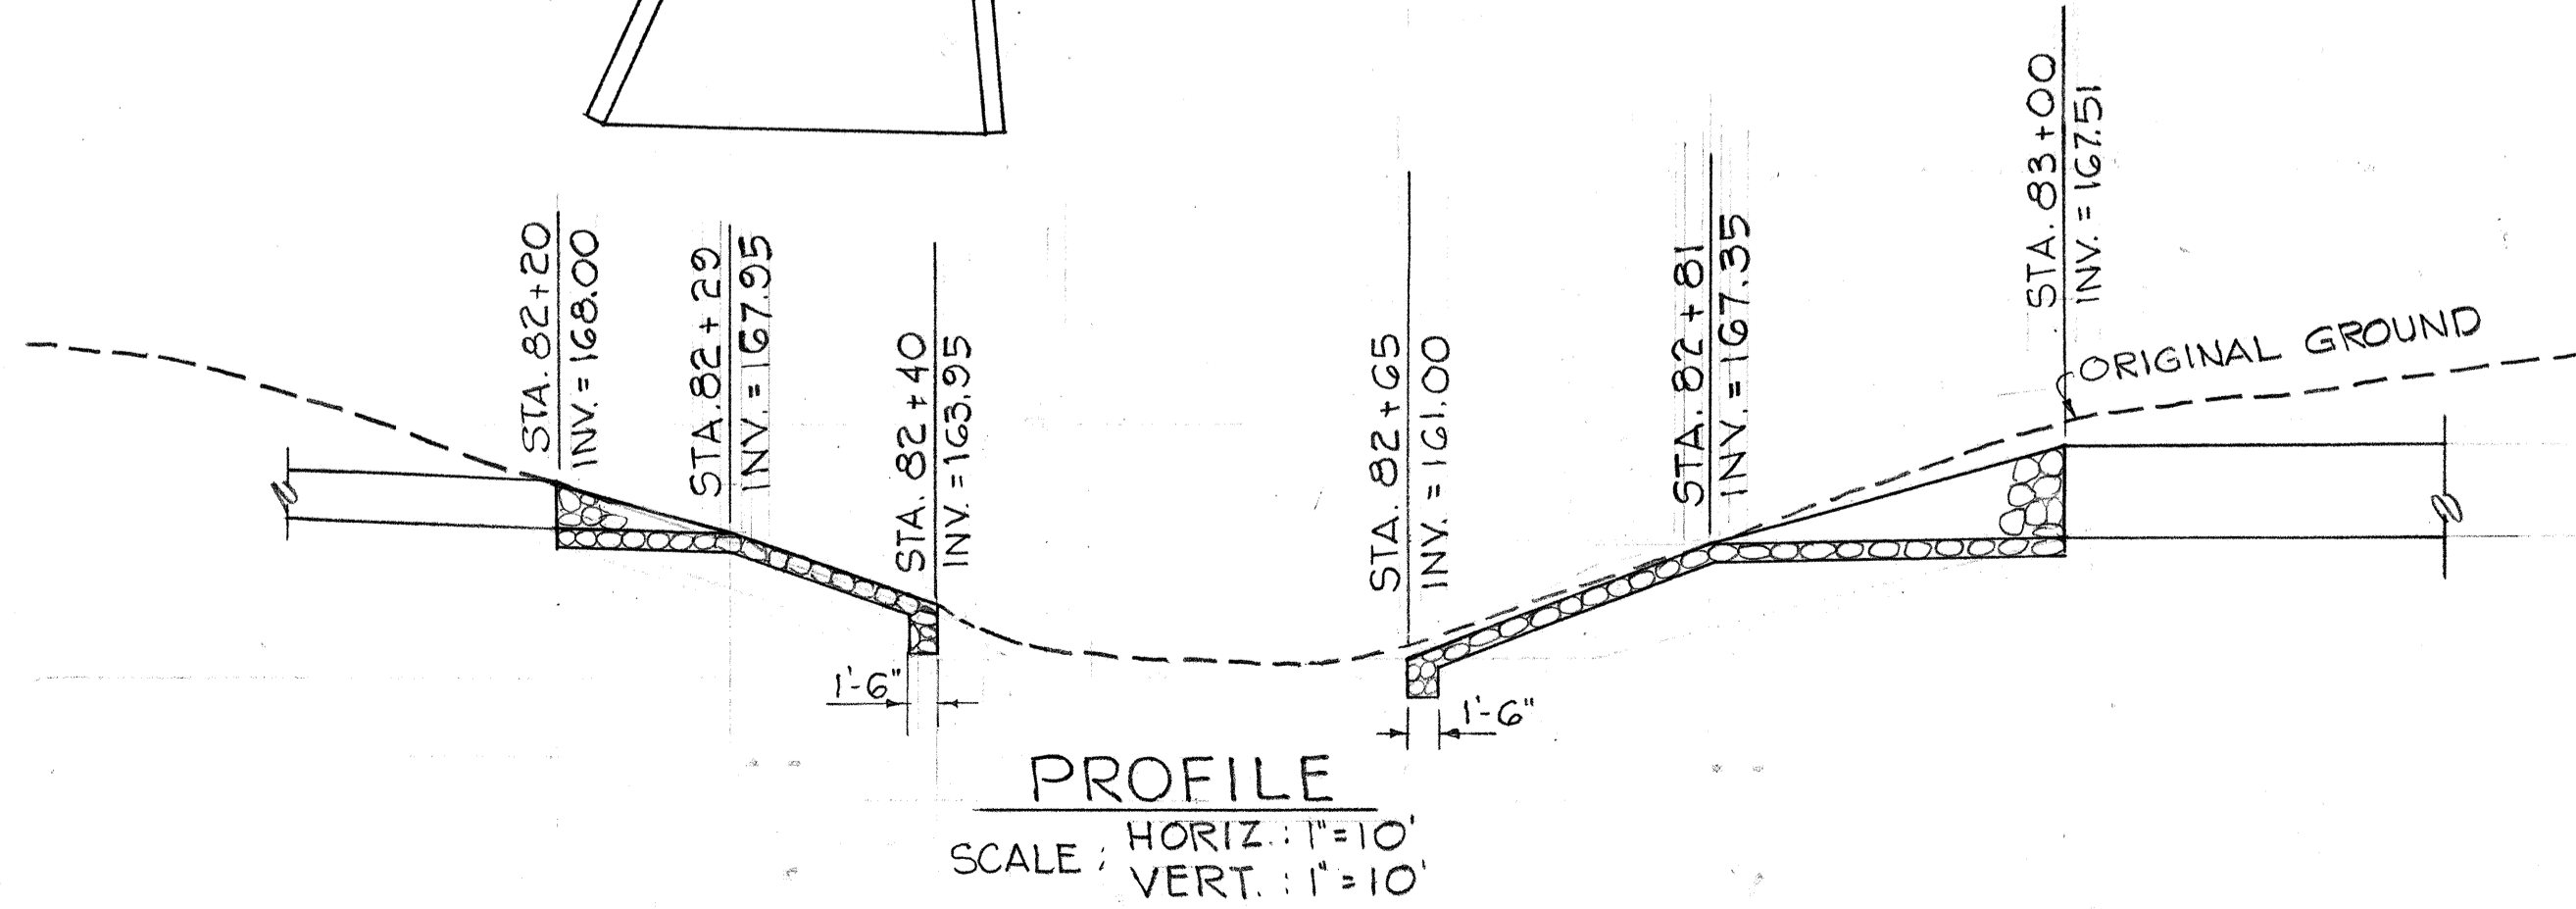 STA. 82+20
INV. = 168.00
STA. 82+29
INV. = 167.95
STA. 82+40
INV. = 163.95
STA. 82+65
INV. = 161.00
STA. 82+81
INV. = 167.35
STA. 83+00
INV. = 167.51
ORIGINAL GROUND
1'-6"
1'-6"
PROFILE
SCALE : HORIZ. : 1"=10'
VERT. : 1"=10'